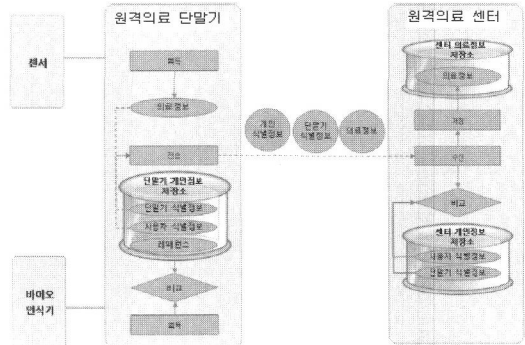 원격의료 단말기
원격의료 센터
센서
획득
의료정보
전송
단말기 개인정보
저장소
단말기 식별정보
사용자 식별정보
레퍼런스
비교
획득
바이오
인식기
개인
식별정보
단말기
식별정보
의료정보
센터 의료정보
저장소
의료정보
저장
수신
비교
센터 개인정보
저장소
사용자 식별정보
단말기 식별정보